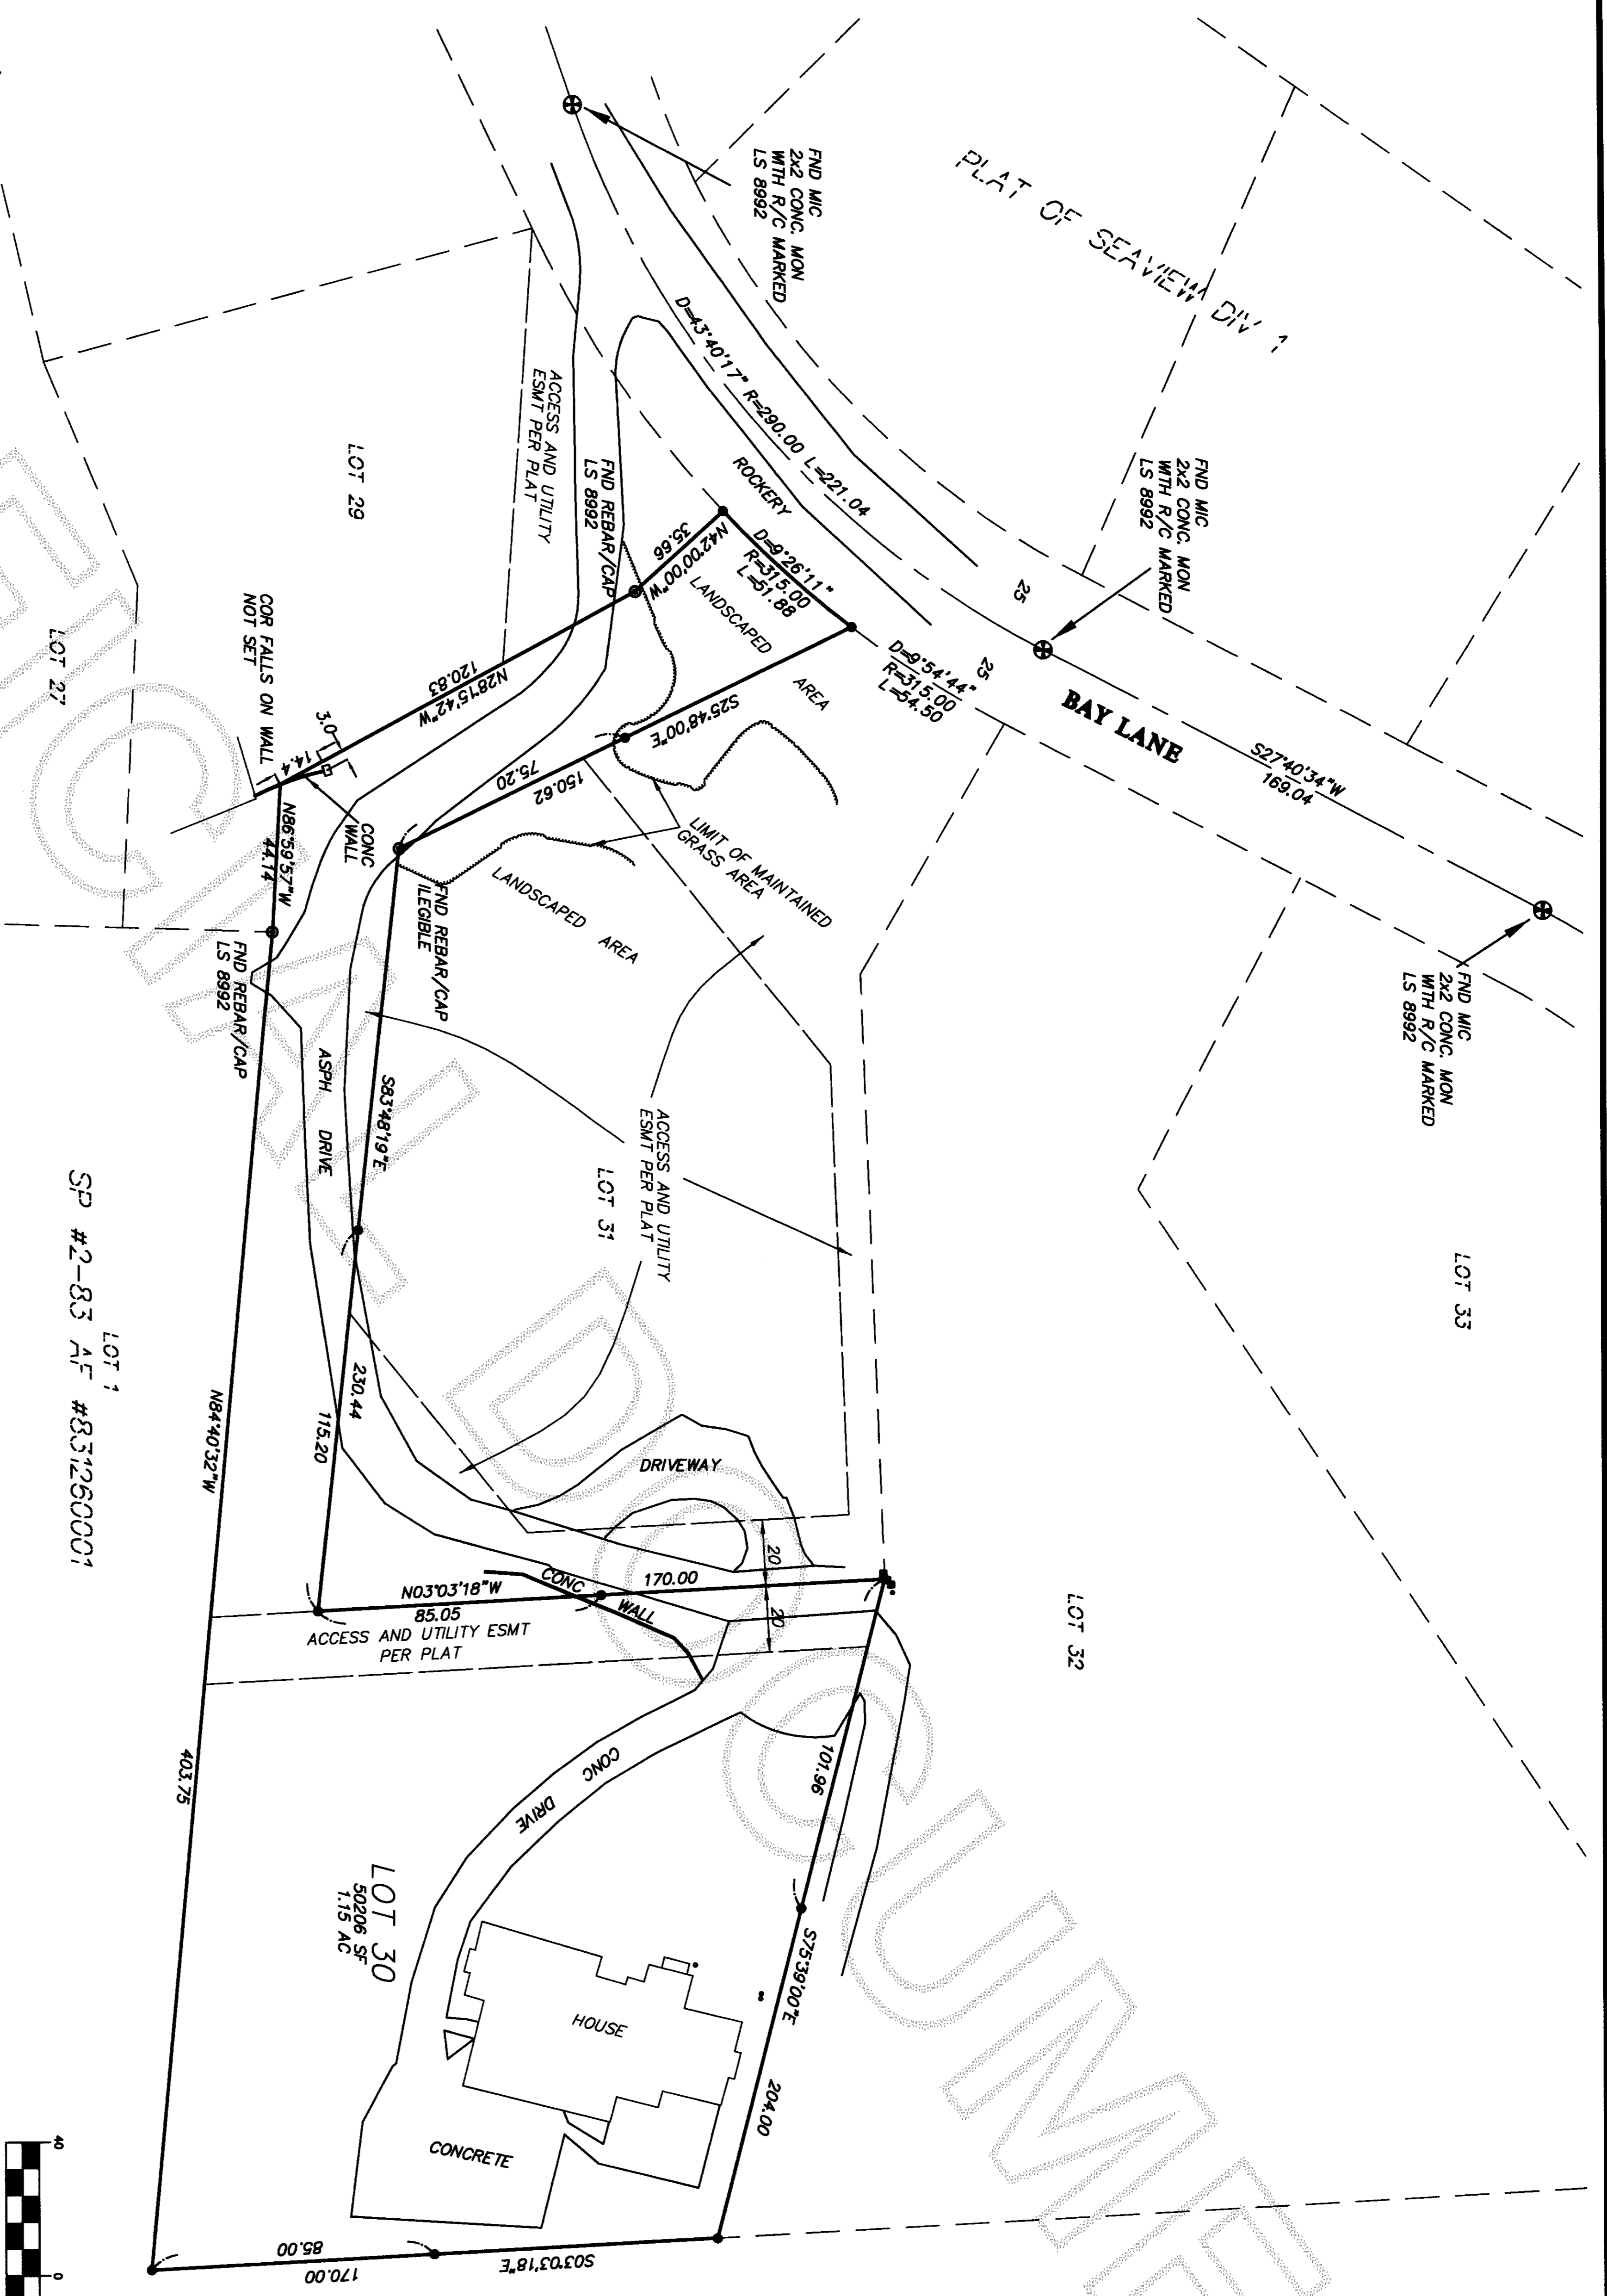 PLAT OF SEAVIEW DIV 1
FND MIC
2x2 CONC. MON
WITH R/C MARKED
LS 8992
FND MIC
2x2 CONC. MON
WITH R/C MARKED
LS 8992
FND MIC
2x2 CONC. MON
WITH R/C MARKED
LS 8992
D=43°40'17" R=290.00 L=221.04
25
25
BAY LANE
S27°40'34"W
169.04
ROCKERY
D=9°26'11"
R=315.00
L=51.88
D=9°54'44"
R=315.00
L=54.50
ACCESS AND UTILITY
ESMT PER PLAT
FND REBAR/CAP
LS 8992
N42°00'00"W
35.66
LANDSCAPED AREA
LOT 29
N28°15'42"W
120.83
S25°48'00"E
75.20
150.62
LIMIT OF MAINTAINED
GRASS AREA
LANDSCAPED AREA
COR FALLS ON WALL
NOT SET
3.0
14.4
CONC
WALL
N86°59'57"W
44.14
FND REBAR/CAP
LS 8992
FND REBAR/CAP
ILEGIBLE
LOT 27
LOT 33
ACCESS AND UTILITY
ESMT PER PLAT
LOT 31
S83°48'19"E
ASPH DRIVE
230.44
115.20
DRIVEWAY
LOT 32
LOT 1
SP #2-83 AF #831260001
N84°40'32"W
403.75
20
20
170.00
N03°03'18"W
85.05
CONC WALL
ACCESS AND UTILITY ESMT
PER PLAT
101.96
S75°39'00"E
204.00
CONC DRIVE
LOT 30
50206 SF
1.15 AC
HOUSE
CONCRETE
85.00
170.00
S03°03'18"E
40
0